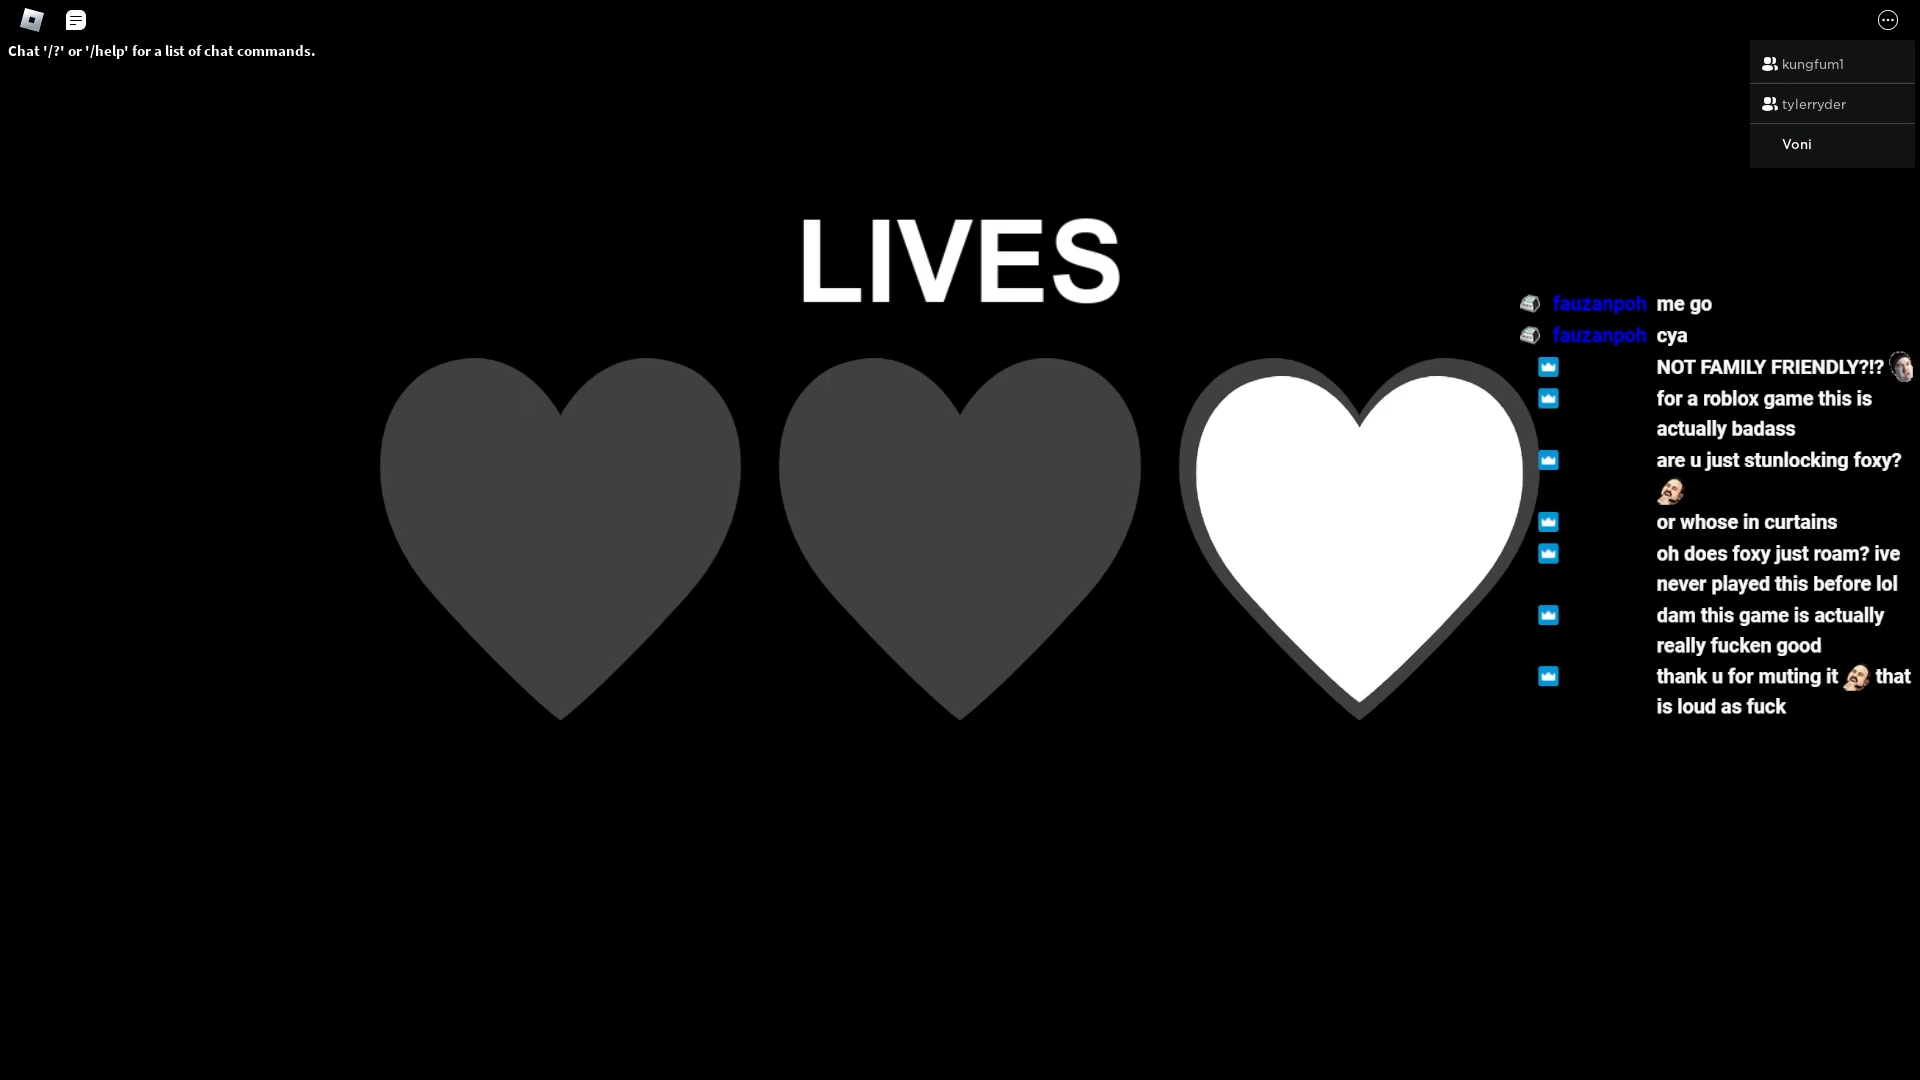 Chat '/?' or '/help' for a list of chat commands.
kungfum1
tylerryder
Voni
LIVES
fauzanpoh me go
fauzanpoh cya
NOT FAMILY FRIENDLY?!?
for a roblox game this is
actually badass
are u just stunlocking foxy?
or whose in curtains
oh does foxy just roam? ive
never played this before lol
dam this game is actually
really fucken good
thank u for muting it that
is loud as fuck